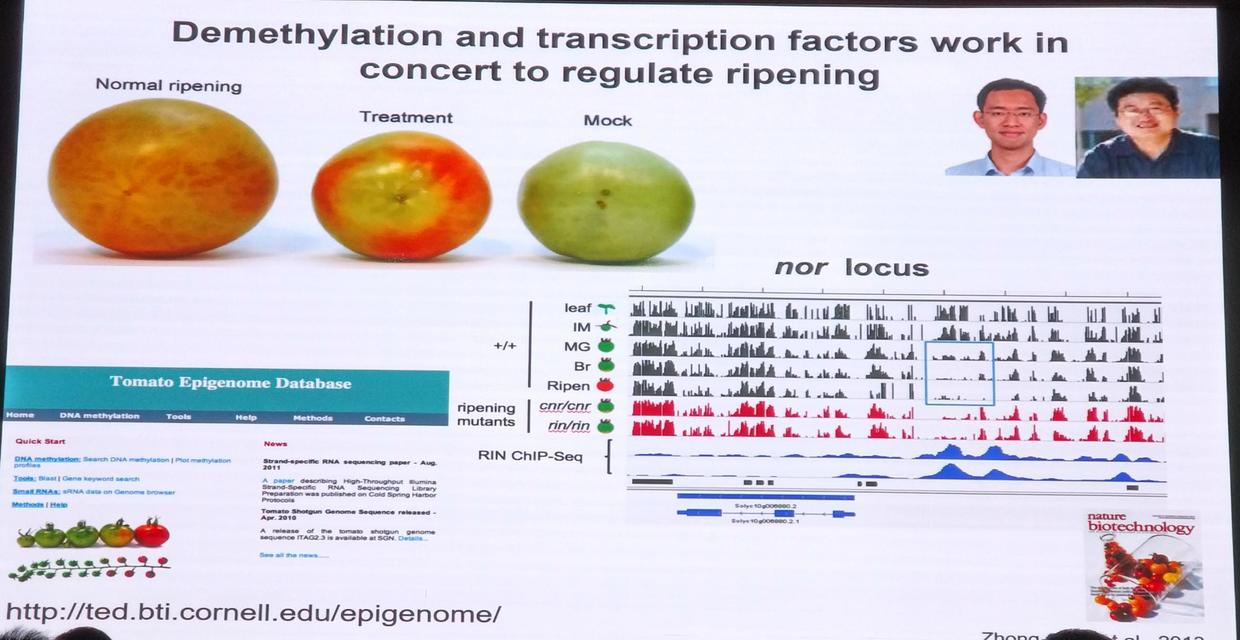 Demethylation and transcription factors work in
concert to regulate ripening
Normal ripening
Treatment
Mock
nor locus
leaf
IM
+/+
MG
Br
Ripen
ripening
mutants
cnr/cnr
rin/rin
RIN ChIP-Seq
Solyc10g006880.2
Solyc10g006880.2.1
Tomato Epigenome Database
Home DNA methylation Tools Help Methods Contacts
Quick Start
DNA methylation: Search DNA methylation | Plot methylation
profiles
Tools: Blast | Gene keyword search
Small RNAs: sRNA data on Genome browser
Methods | Help
News
Strand-specific RNA sequencing paper - Aug.
2011
A paper describing High-Throughput Illumina
Strand-Specific RNA Sequencing Library
Preparation was published on Cold Spring Harbor
Protocols
Tomato Shotgun Genome Sequence released -
Apr. 2010
A release of the tomato shotgun genome
sequence ITAG2.3 is available at SGN. Details...
See all the news.....
http://ted.bti.cornell.edu/epigenome/
nature
biotechnology
Zhong 2013